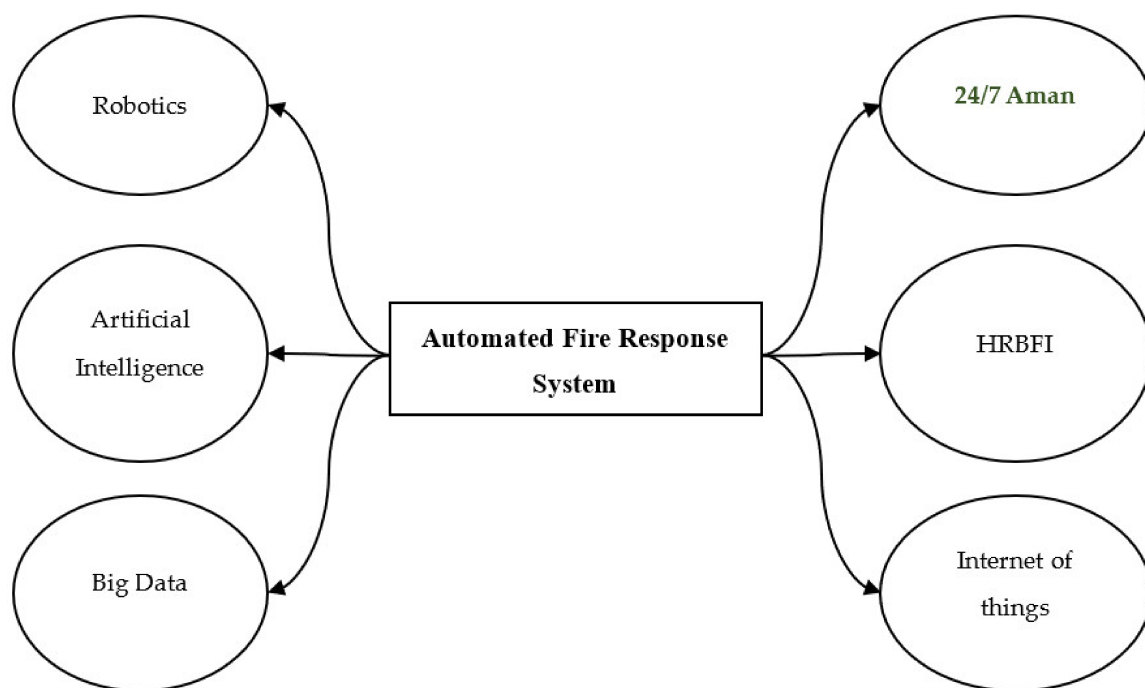 Robotics
24/7 Aman
Artificial
Intelligence
Automated Fire Response
System
HRBFI
Big Data
Internet of
things